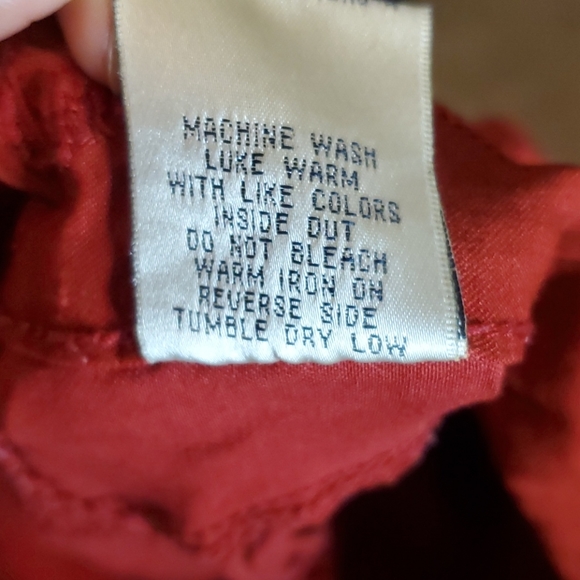 MACHINE WASH
LUKE WARM
WITH LIKE COLORS
INSIDE OUT
DO NOT BLEACH
WARM IRON ON
REVERSE SIDE
TUMBLE DRY LOW